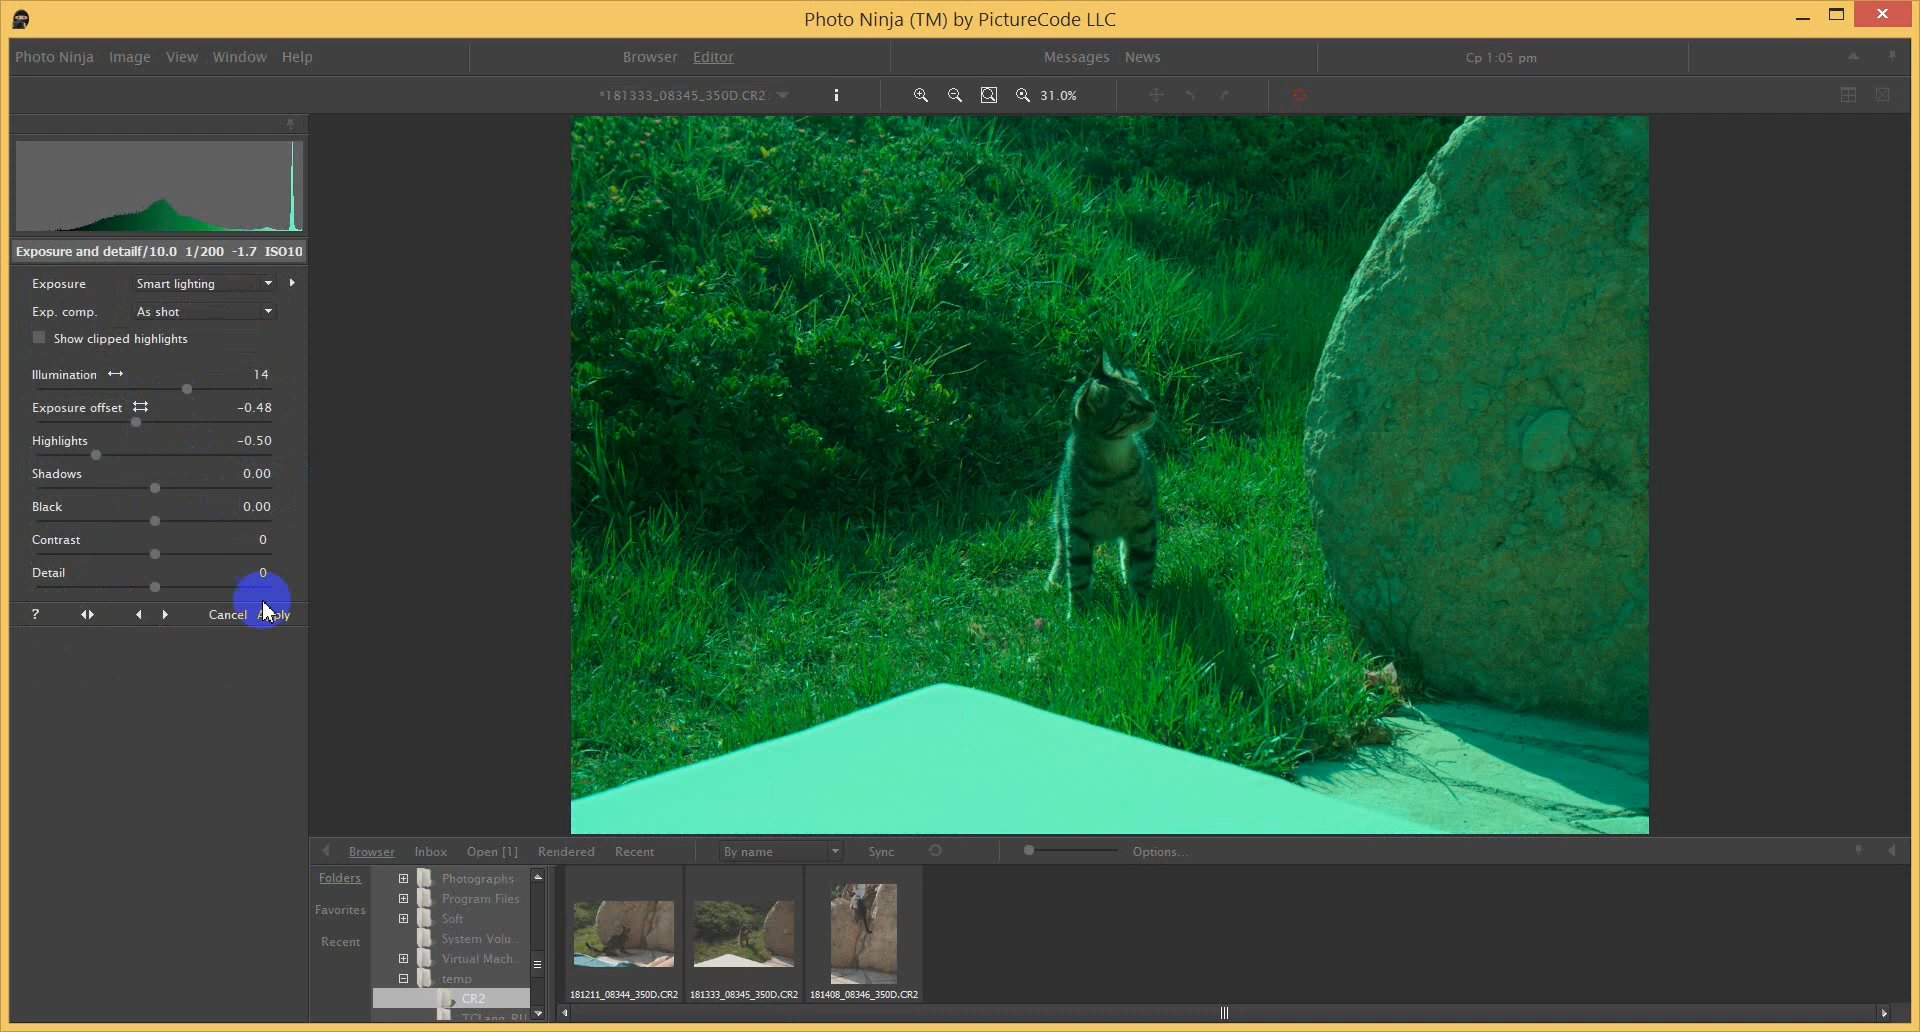 Photo Ninja (TM) by PictureCode LLC
Photo Ninja Image View Window Help Browser Editor Messages News Cp 1:05 pm
*181333_08345_350D.CR2 i 31.0%
Exposure and detailf/10.0 1/200 -1.7 ISO10
Exposure Smart lighting
Exp. comp. As shot
Show clipped highlights
Illumination 14
Exposure offset -0.48
Highlights -0.50
Shadows 0.00
Black 0.00
Contrast 0
Detail 0
? Cancel Apply
Browser Inbox Open [1] Rendered Recent By name Sync Options...
Folders
Favorites
Recent
Photographs
Program Files
Soft
System Volu...
Virtual Mach...
temp
CR2
TCLang_RU
181211_08344_350D.CR2 181333_08345_350D.CR2 181408_08346_350D.CR2